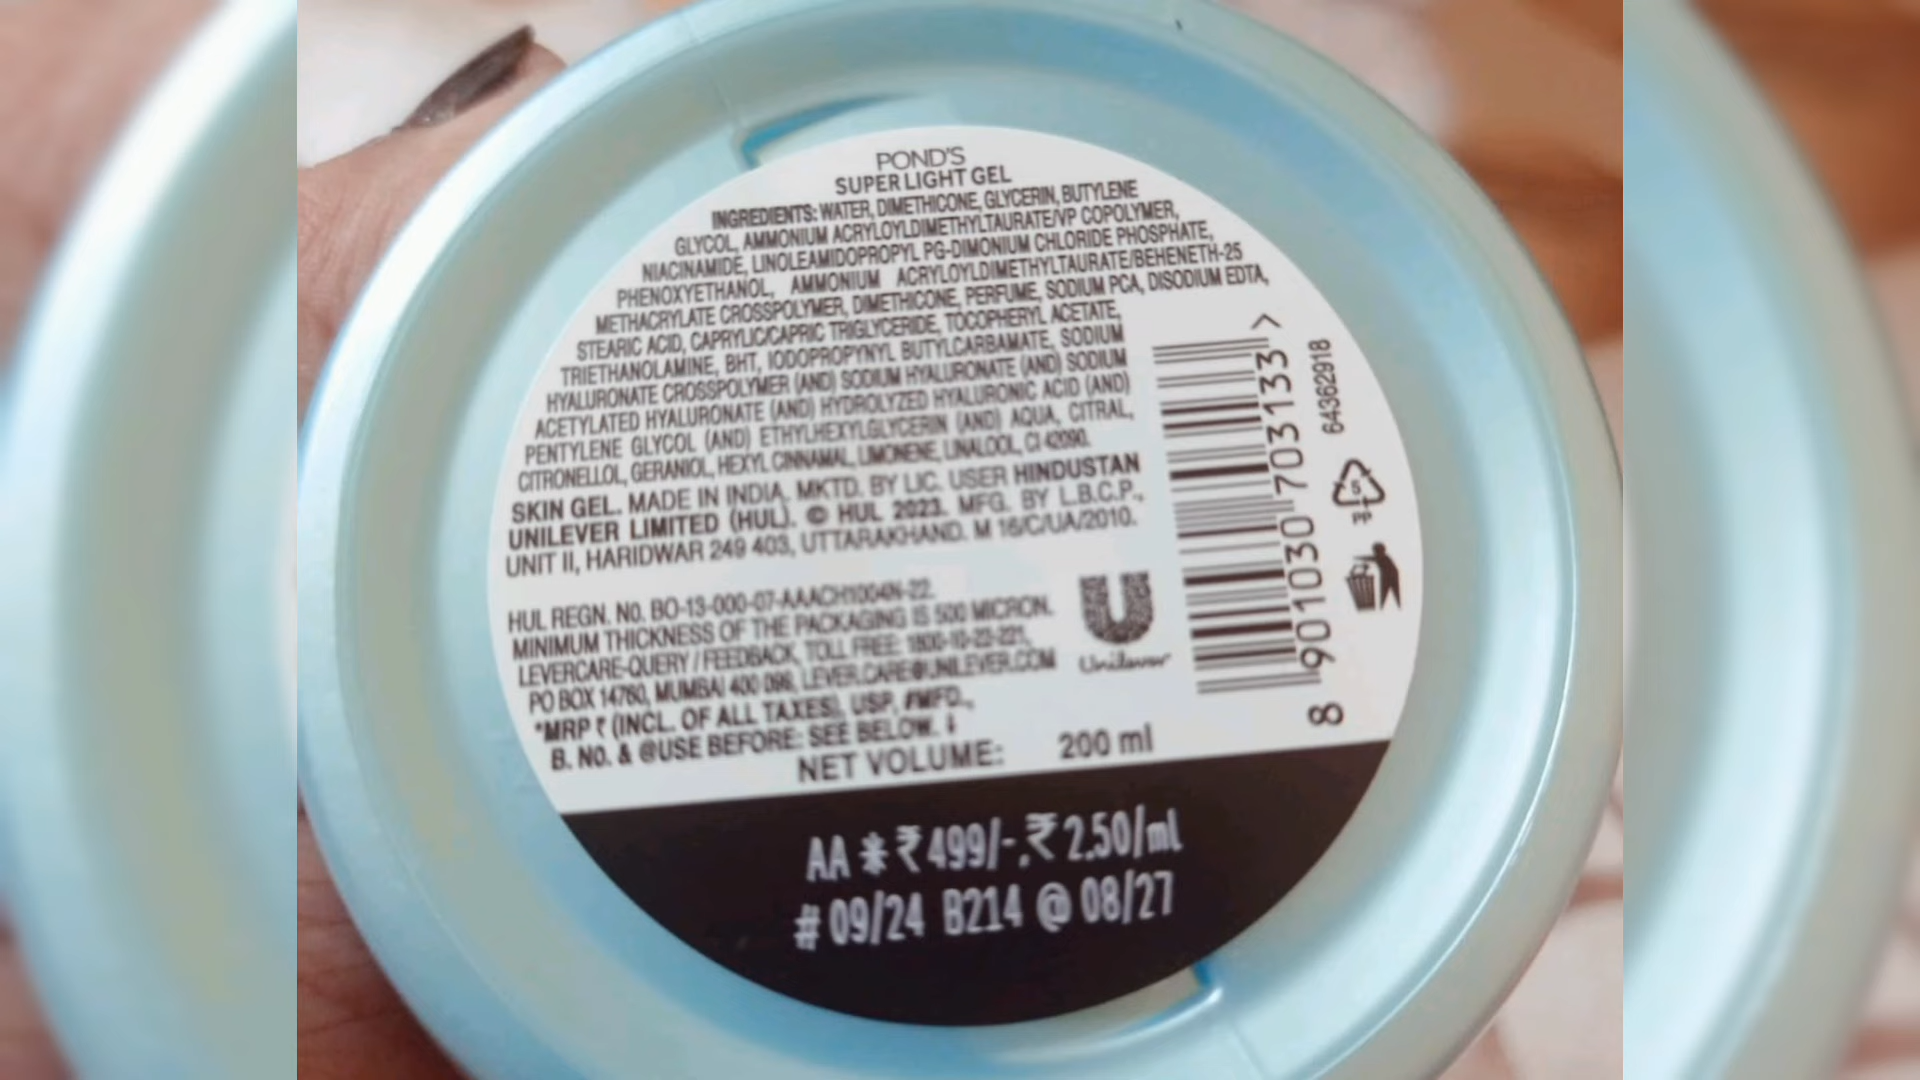 POND'S
SUPER LIGHT GEL
INGREDIENTS: WATER, DIMETHICONE, GLYCERIN, BUTYLENE
GLYCOL, AMMONIUM ACRYLOYLDIMETHYLTAURATE/VP COPOLYMER,
NIACINAMIDE, LINOLEAMIDOPROPYL PG-DIMONIUM CHLORIDE PHOSPHATE,
PHENOXYETHANOL, AMMONIUM ACRYLOYLDIMETHYLTAURATE/BEHENETH-25
METHACRYLATE CROSSPOLYMER, DIMETHICONE, PERFUME, SODIUM PCA, DISODIUM EDTA,
STEARIC ACID, CAPRYLIC/CAPRIC TRIGLYCERIDE, TOCOPHERYL ACETATE,
TRIETHANOLAMINE, BHT, IODOPROPYNYL BUTYLCARBAMATE, SODIUM
HYALURONATE CROSSPOLYMER (AND) SODIUM HYALURONATE (AND) SODIUM
ACETYLATED HYALURONATE (AND) HYDROLYZED HYALURONIC ACID (AND)
PENTYLENE GLYCOL (AND) ETHYLHEXYLGLYCERIN (AND) AQUA, CITRAL,
CITRONELLOL, GERANIOL, HEXYL CINNAMAL, LIMONENE, LINALOOL, CI 42090.
SKIN GEL. MADE IN INDIA. MKTD. BY LIC. USER HINDUSTAN
UNILEVER LIMITED (HUL). © HUL 2023. MFG. BY L.B.C.P.,
UNIT II, HARIDWAR 249 403, UTTARAKHAND. M 16/C/UA/2010.
HUL REGN. NO. BO-13-000-07-AAACH1004N-22.
MINIMUM THICKNESS OF THE PACKAGING IS 500 MICRON.
LEVERCARE-QUERY / FEEDBACK, TOLL FREE: 1800-10-22-221,
PO BOX 14760, MUMBAI 400 099, LEVER.CARE@UNILEVER.COM
*MRP ₹ (INCL. OF ALL TAXES), USP, #MFD.,
B. NO. & @USE BEFORE: SEE BELOW. ↓
NET VOLUME: 200 ml
Unilever
8 901030 703133 >
64362918
5
PP
AA * ₹ 499/-, ₹ 2.50/ml
# 09/24 B214 @ 08/27